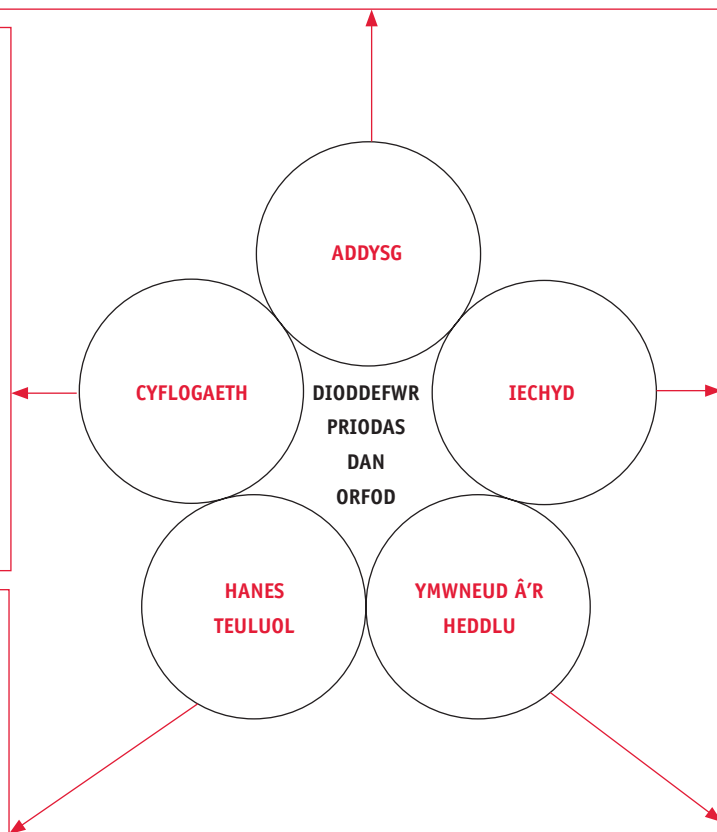 ADDYSG
CYFLOGAETH
DIODDEFWR
PRIODAS
DAN
ORFOD
IECHYD
HANES
TEULUOL
YMWNEUD Â’R
HEDDLU